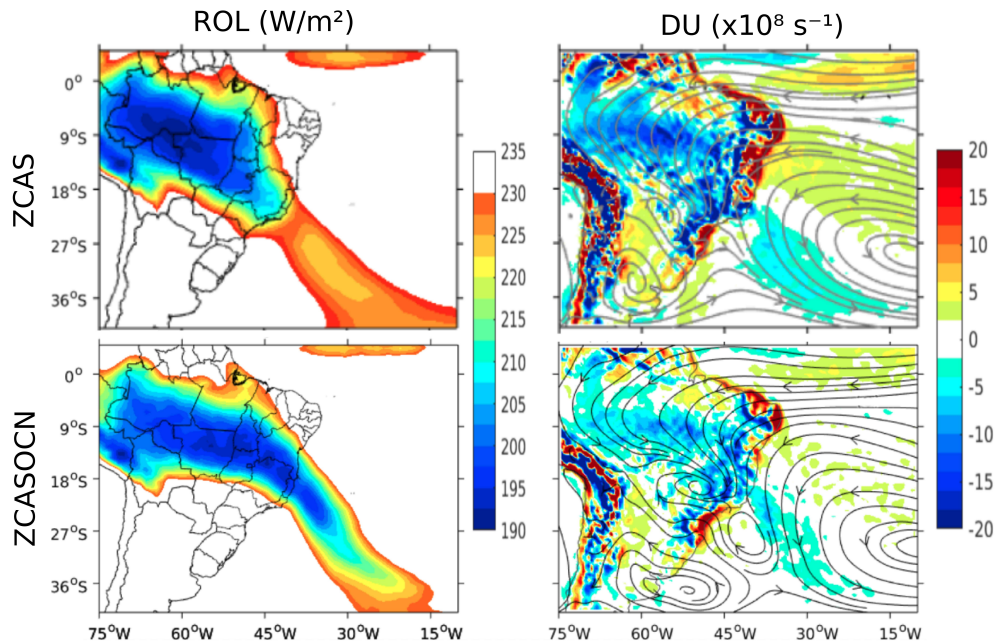 ROL (W/m²)
DU (x10⁸ s⁻¹)
ZCAS
0°
9°S
18°S
27°S
36°S
235
230
225
220
215
210
205
200
195
190
20
15
10
5
0
-5
-10
-15
-20
ZCASOCN
0°
9°S
18°S
27°S
36°S
75°W
60°W
45°W
30°W
15°W
75°W
60°W
45°W
30°W
15°W